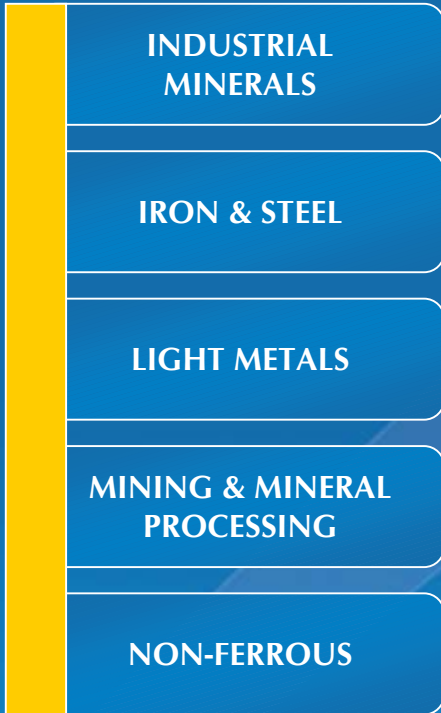 INDUSTRIAL
MINERALS
IRON & STEEL
LIGHT METALS
MINING & MINERAL
PROCESSING
NON-FERROUS